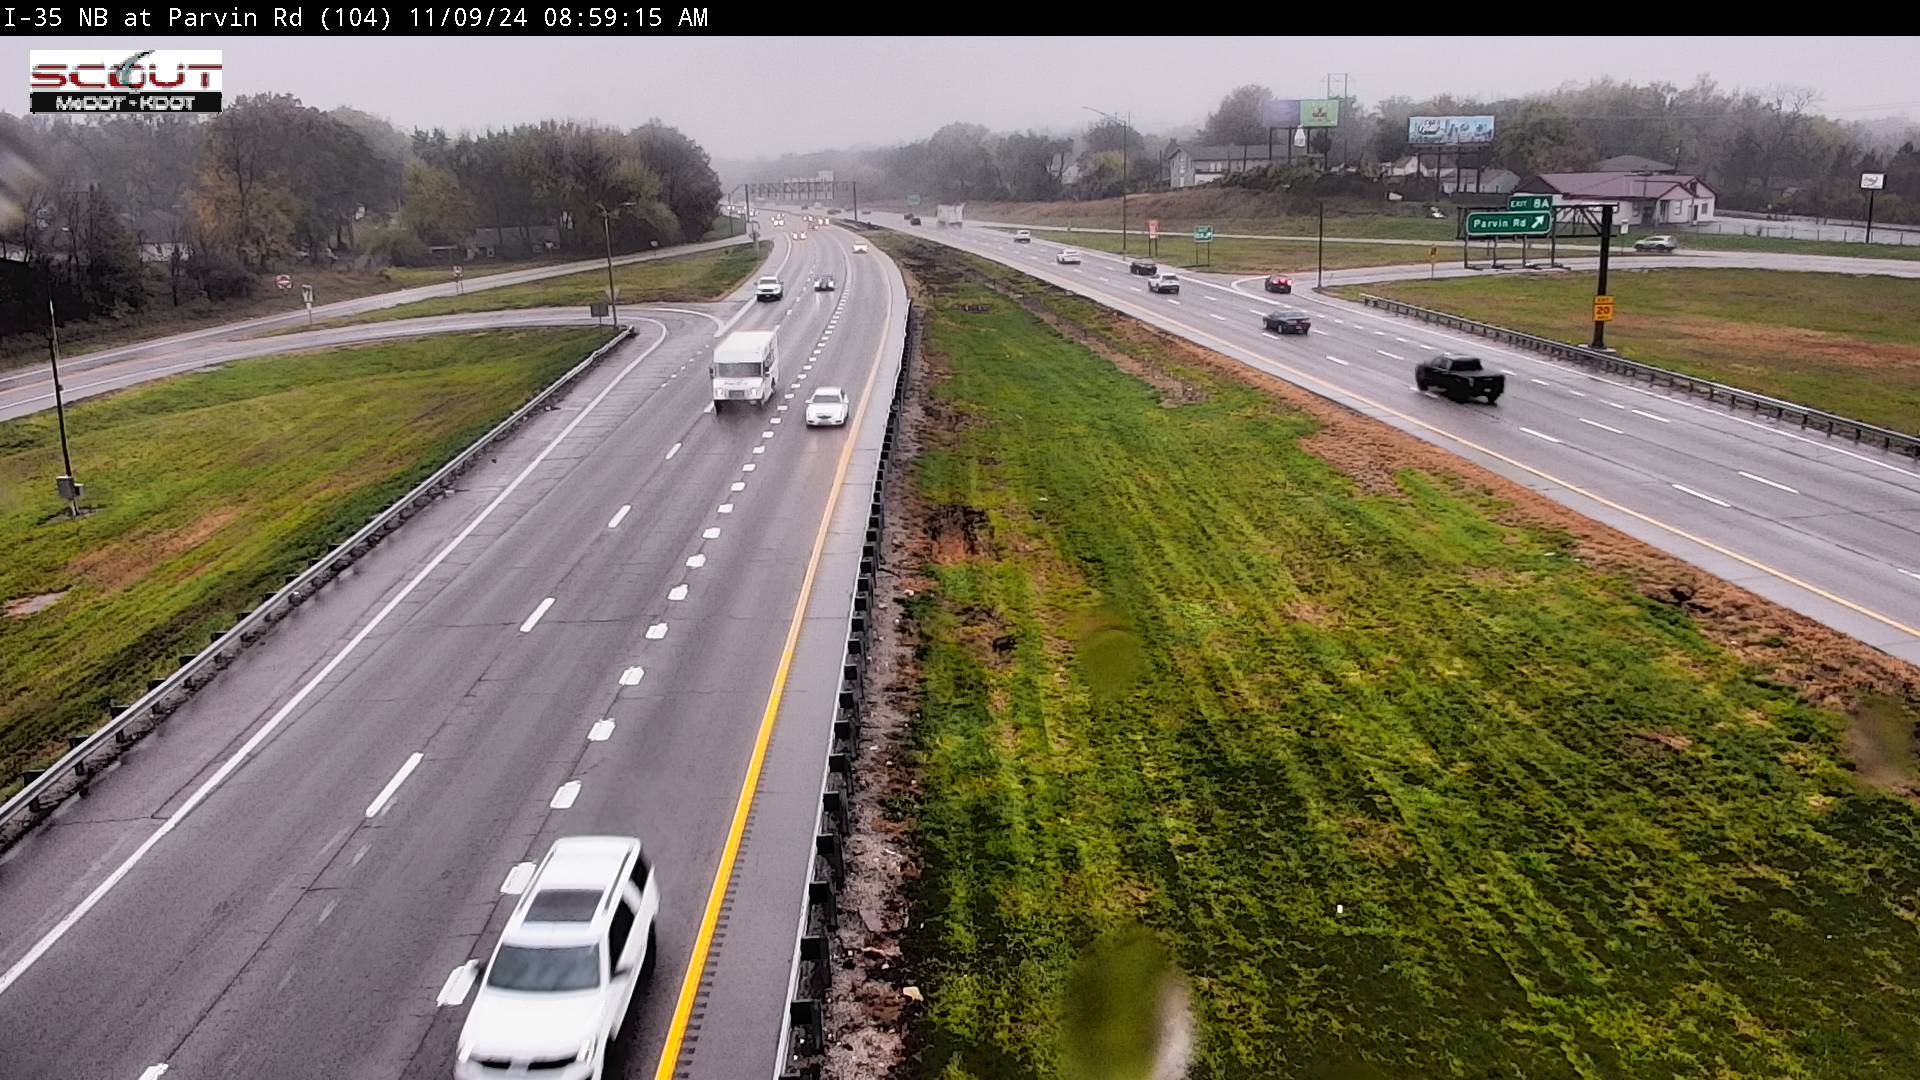 I-35 NB at Parvin Rd (104) 11/09/24 08:59:15 AM
SCOUT
MoDOT - KDOT
EXIT 8A
Parvin Rd
EXIT
20